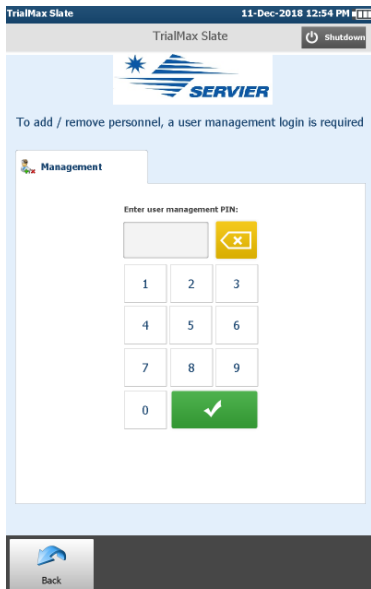 TrialMax Slate 11-Dec-2018 12:54 PM
TrialMax Slate Shutdown
SERVIER
To add / remove personnel, a user management login is required
Management
Enter user management PIN:
1 2 3
4 5 6
7 8 9
0
Back